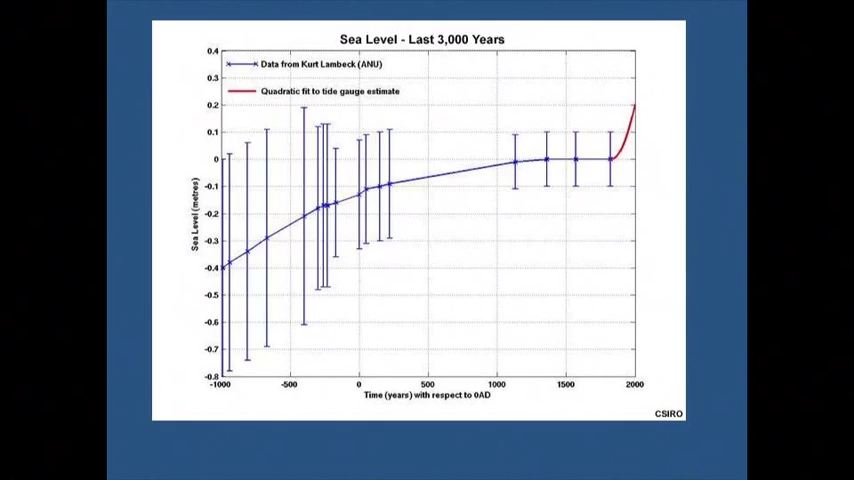 Sea Level - Last 3,000 Years
0.4
Data from Kurt Lambeck (ANU)
0.3
Quadratic fit to tide gauge estimate
0.2
0.1
0
-0.1
-0.2
-0.3
-0.4
-0.5
-0.6
-0.7
-0.8
Sea Level (metres)
-1000 -500 0 500 1000 1500 2000
Time (years) with respect to 0AD
CSIRO